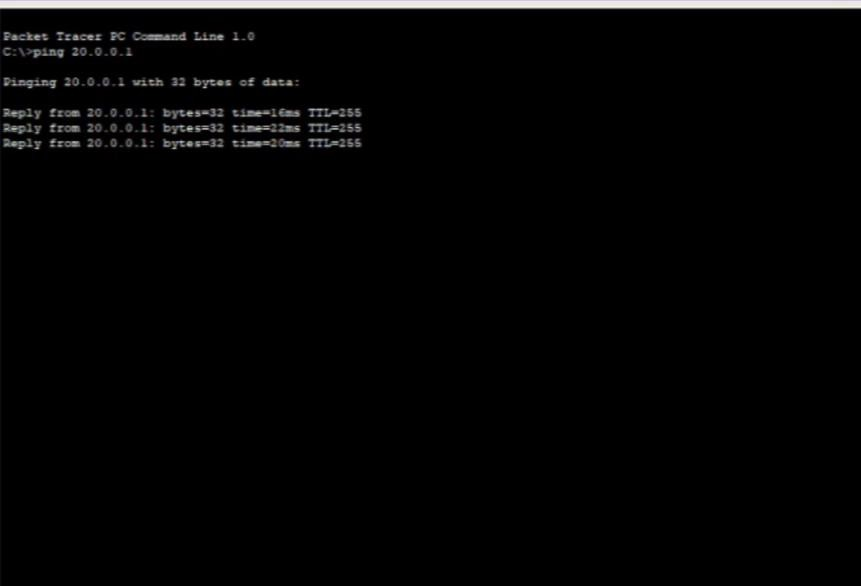 Packet Tracer PC Command Line 1.0
C:\>ping 20.0.0.1
Pinging 20.0.0.1 with 32 bytes of data:
Reply from 20.0.0.1: bytes=32 time=16ms TTL=255
Reply from 20.0.0.1: bytes=32 time=22ms TTL=255
Reply from 20.0.0.1: bytes=32 time=20ms TTL=255